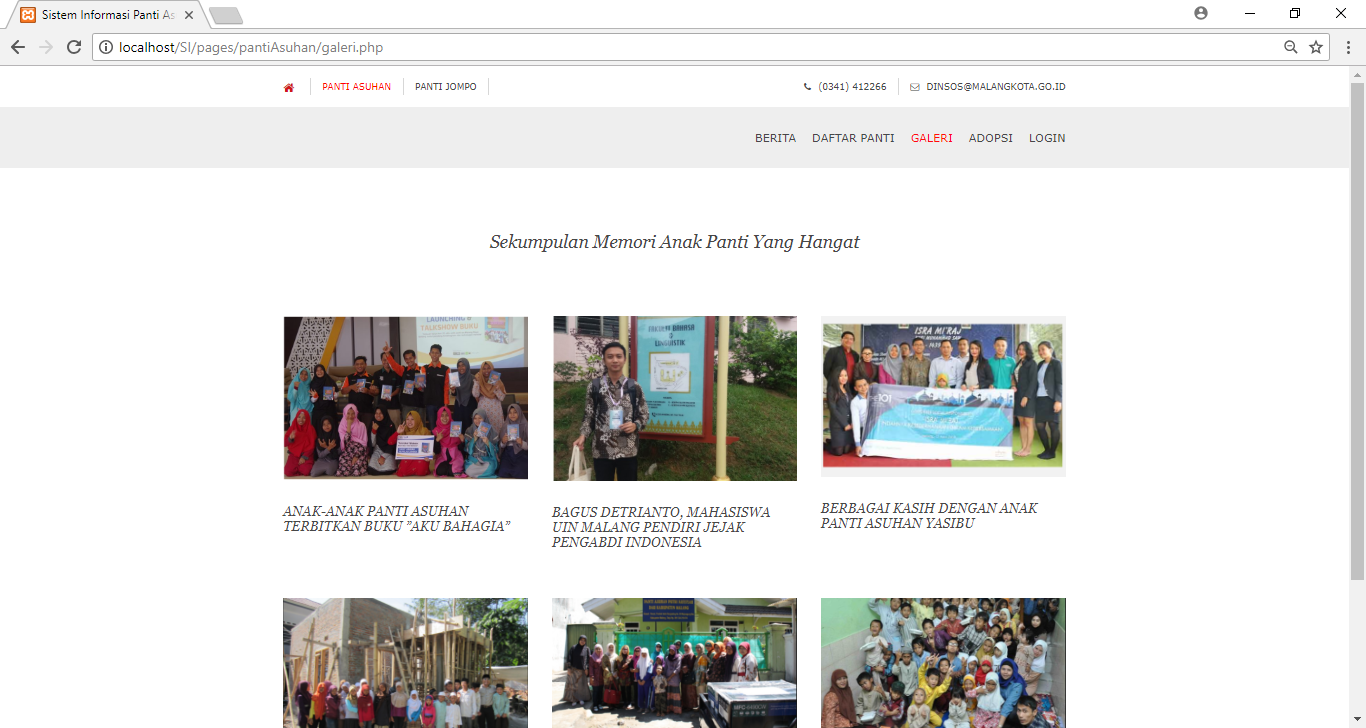 Sistem Informasi Panti As
localhost/SI/pages/pantiAsuhan/galeri.php
PANTI ASUHAN
PANTI JOMPO
(0341) 412266
DINSOS@MALANGKOTA.GO.ID
BERITA
DAFTAR PANTI
GALERI
ADOPSI
LOGIN
Sekumpulan Memori Anak Panti Yang Hangat
LAUNCHING &
TALKSHOW BUKU
FAKULTAS BAHASA
LINGUISTIK
ISRA MI'RAJ
ANAK-ANAK PANTI ASUHAN
TERBITKAN BUKU ”AKU BAHAGIA”
BAGUS DETRIANTO, MAHASISWA
UIN MALANG PENDIRI JEJAK
PENGABDI INDONESIA
BERBAGAI KASIH DENGAN ANAK
PANTI ASUHAN YASIBU